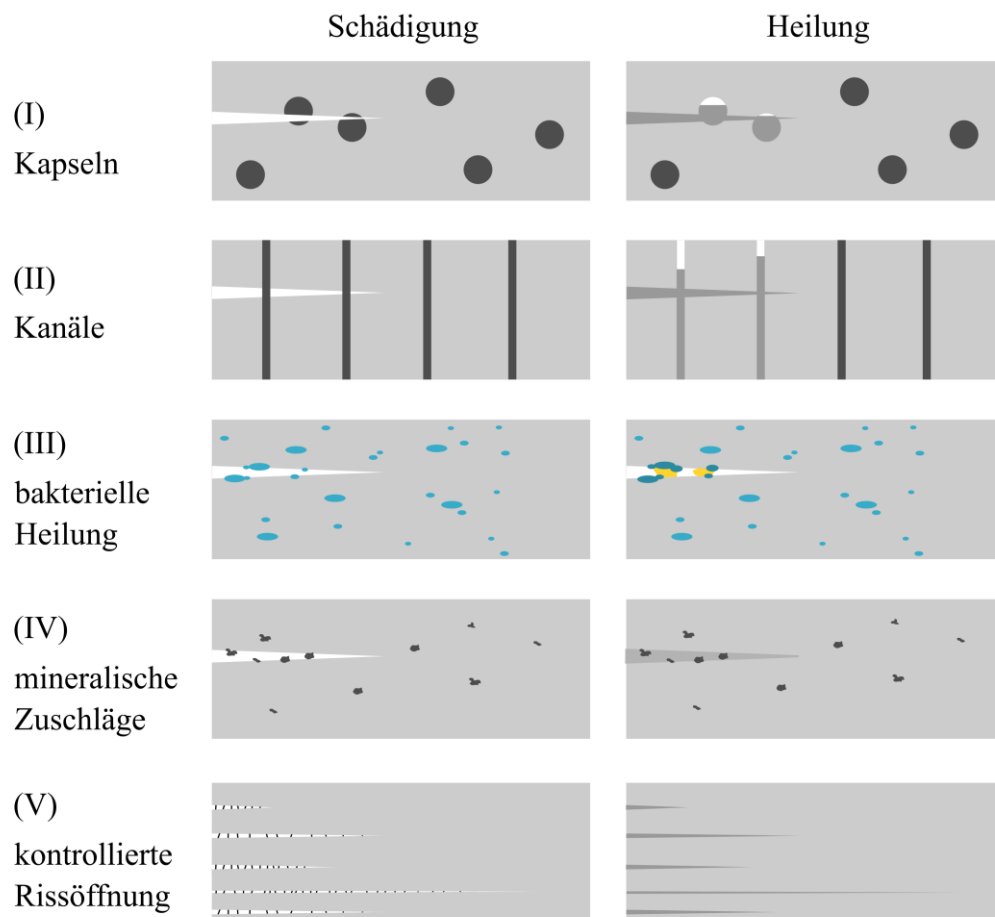 Schädigung Heilung
(I)
Kapseln
(II)
Kanäle
(III)
bakterielle
Heilung
(IV)
mineralische
Zuschläge
(V)
kontrollierte
Rissöffnung